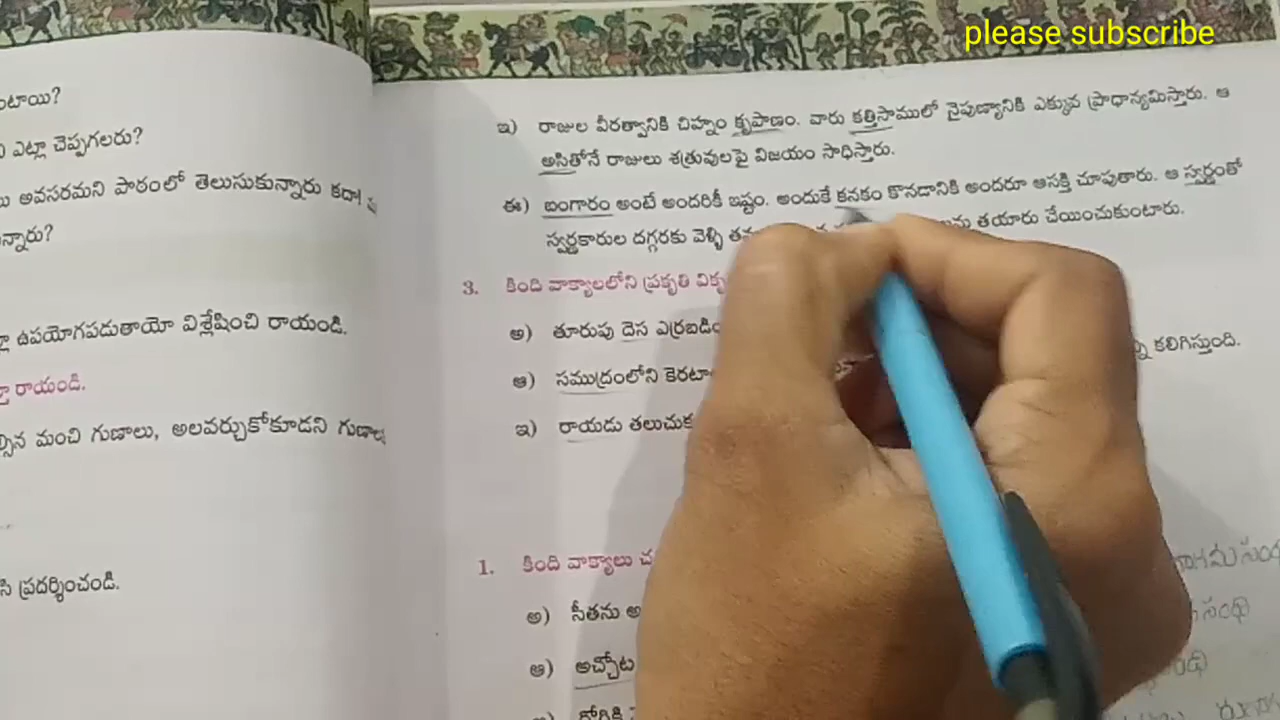 please subscribe
ంటాయి?
ఎట్లా చెప్పగలరు?
అవసరమని పాఠంలో తెలుసుకున్నారు కదా!
న్నారు?
ఉపయోగపడుతాయో విశ్లేషించి రాయండి.
రాయండి.
ల్సిన మంచి గుణాలు, అలవర్చుకోకూడని గుణాల
సి ప్రదర్శించండి.
ఇ) రాజుల వీరత్వానికి చిహ్నం కృపాణం. వారు కత్తిసాములో నైపుణ్యానికి ఎక్కువ ప్రాధాన్యమిస్తారు. ఆ
అసితోనే రాజులు శత్రువులపై విజయం సాధిస్తారు.
ఈ) బంగారం అంటే అందరికీ ఇష్టం. అందుకే కనకం కొనడానికి అందరూ ఆసక్తి చూపుతారు. ఆ స్వర్ణంతో
స్వర్ణకారుల దగ్గరకు వెళ్ళి తయారు చేయించుకుంటారు.
3. కింది వాక్యాలలోని ప్రకృతి వికృ
అ) తూరుపు దెస ఎర్రబడిం
కలిగిస్తుంది.
ఆ) సముద్రంలోని కెరటా
ఇ) రాయడు తలుచుక
1. కింది వాక్యాలు చ
అ) సీతను అ
సంధి
ఆ) అచ్చోట